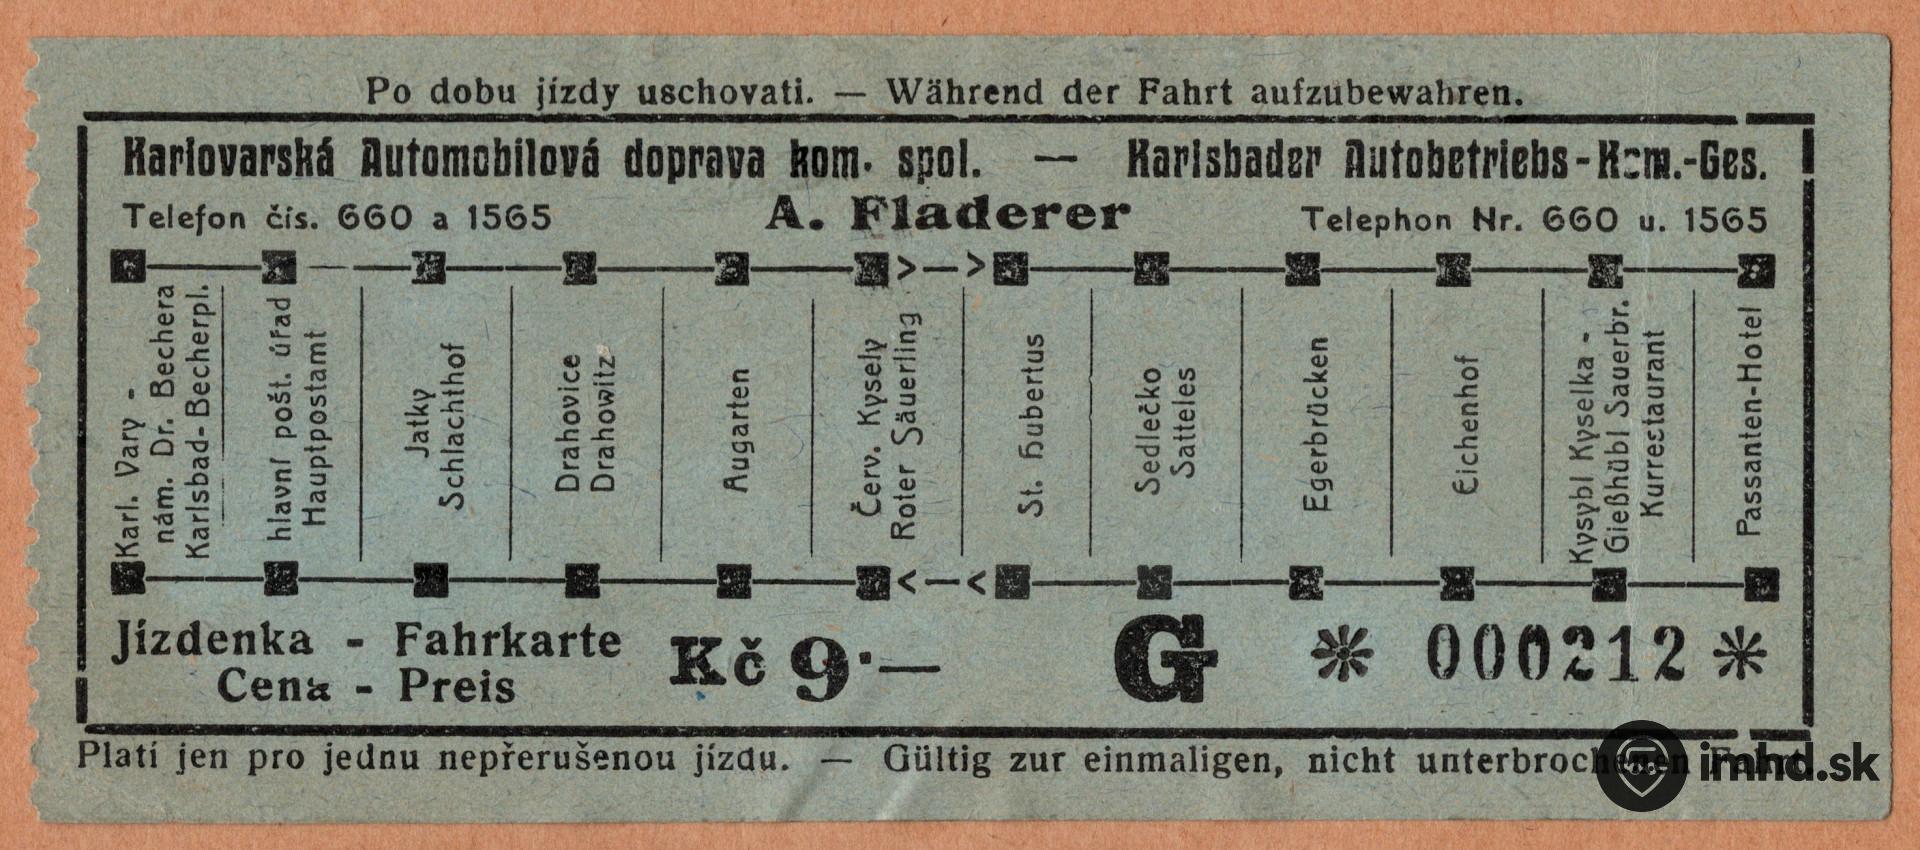 Po dobu jízdy uschovati. — Während der Fahrt aufzubewahren.
Karlovarská Automobilová doprava kom. spol. — Karlsbader Autobetriebs-Kom.-Ges.
Telefon čís. 660 a 1565 A. Fladerer Telephon Nr. 660 u. 1565
> — >
Karl. Vary -
nám. Dr. Bechera
Karlsbad-Becherpl.
hlavní pošt. úřad
Hauptpostamt
Jatky
Schlachthof
Drahovice
Drahowitz
Augarten
Červ. Kysely
Roter Säuerling
St. Hubertus
Sedlečko
Satteles
Egerbrücken
Eichenhof
Kysybl Kyselka -
Gießhübl Sauerbr.
Kurrestaurant
Passanten-Hotel
< — <
Jízdenka - Fahrkarte
Cena - Preis
Kč 9·— G * 000212 *
Platí jen pro jednu nepřerušenou jízdu. — Gültig zur einmaligen, nicht unterbrochenen Fahrt.
imhd.sk